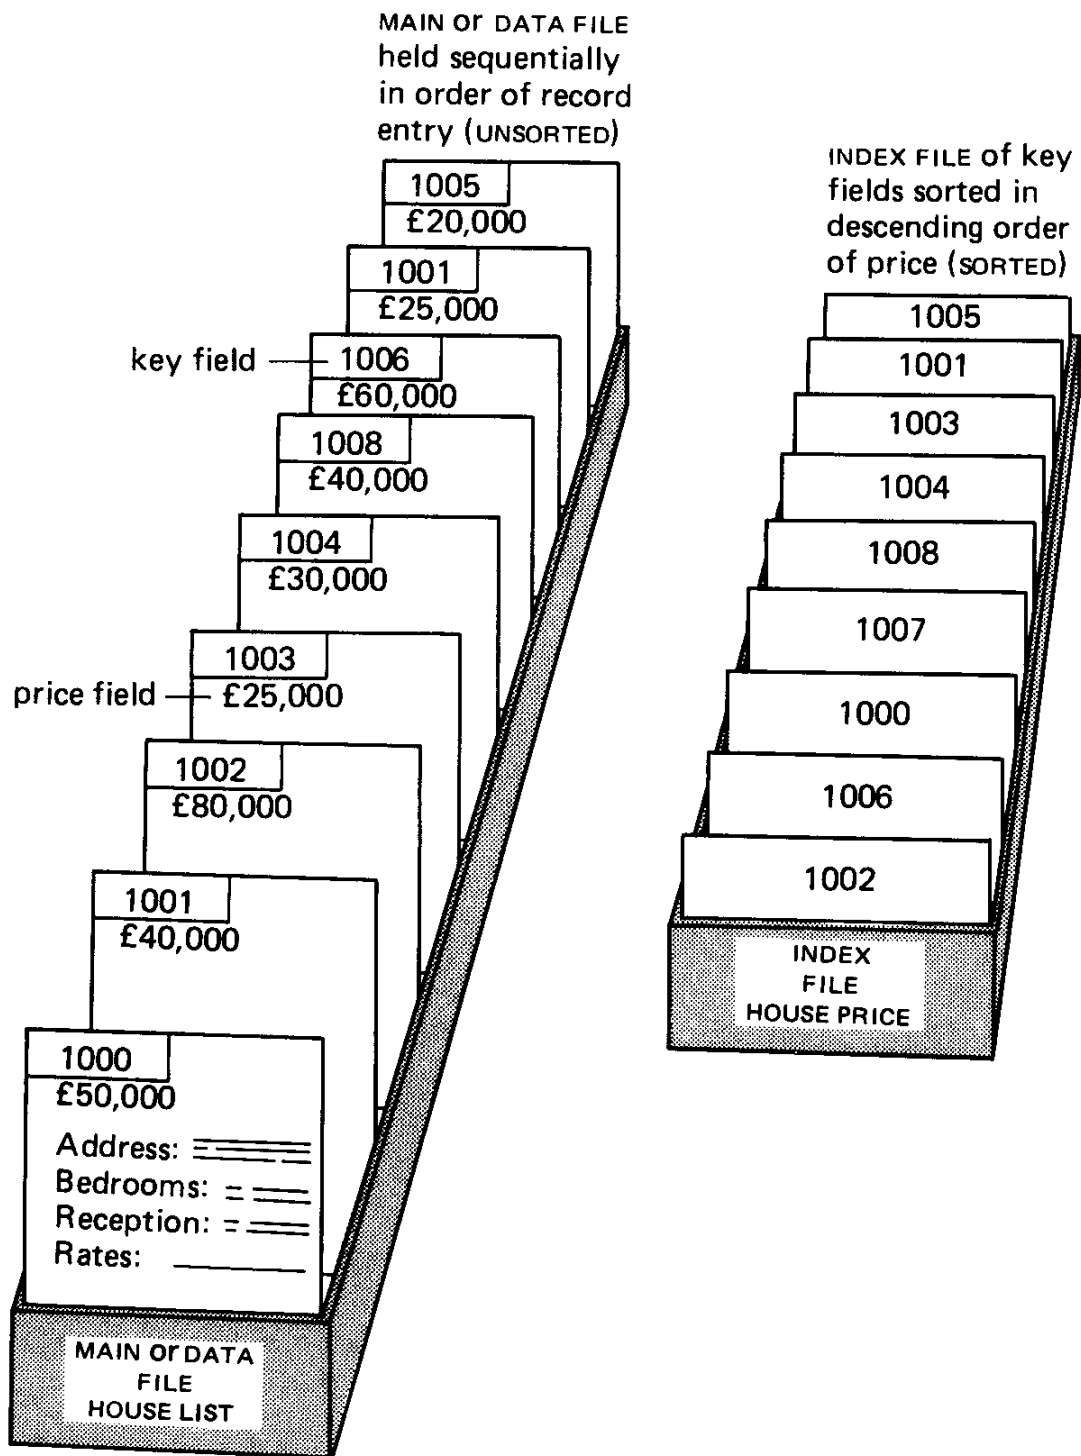 MAIN or DATA FILE
held sequentially
in order of record
entry (UNSORTED)
1005
£20,000
1001
£25,000
key field
1006
£60,000
1008
£40,000
1004
£30,000
1003
price field
£25,000
1002
£80,000
1001
£40,000
1000
£50,000
Address:
Bedrooms:
Reception:
Rates:
MAIN or DATA
FILE
HOUSE LIST
INDEX FILE of key
fields sorted in
descending order
of price (SORTED)
1005
1001
1003
1004
1008
1007
1000
1006
1002
INDEX
FILE
HOUSE PRICE